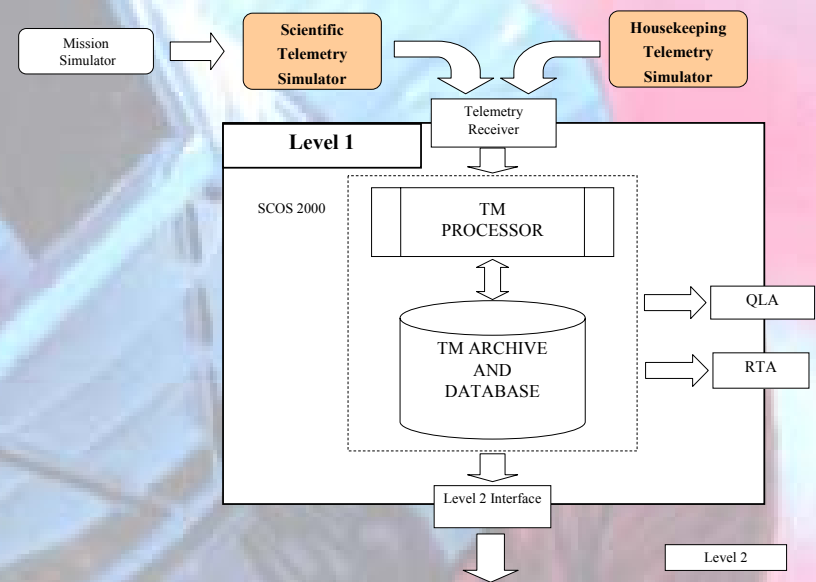 Mission
Simulator
Scientific
Telemetry
Simulator
Housekeeping
Telemetry
Simulator
Telemetry
Receiver
Level 1
SCOS 2000
TM
PROCESSOR
TM ARCHIVE
AND
DATABASE
QLA
RTA
Level 2 Interface
Level 2